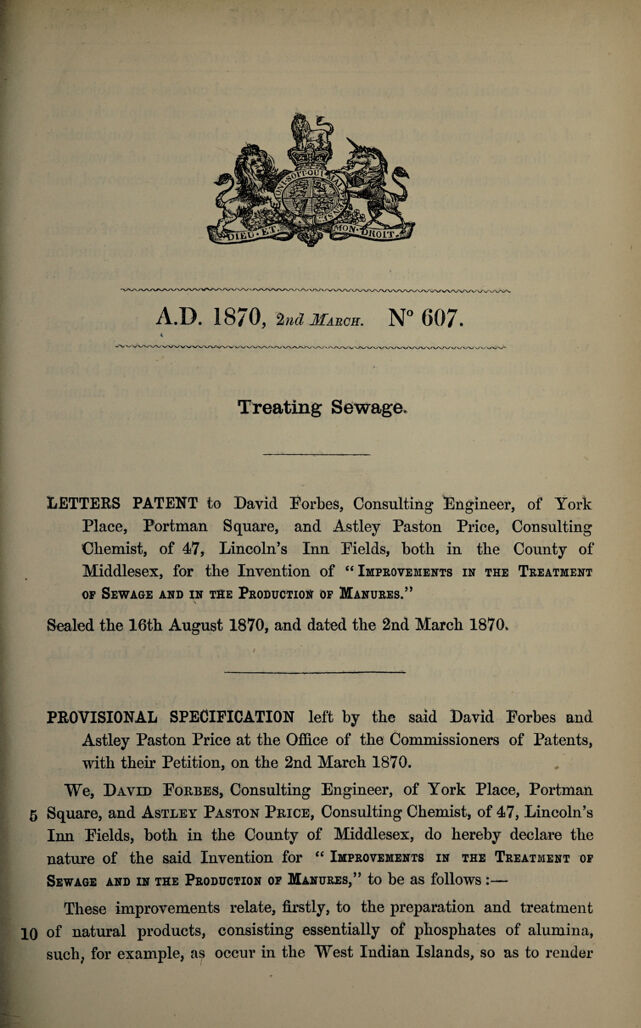 HONI SOIT QUI MAL
DIEU·ET· MON·DROIT.
A.D. 1870, 2nd MARCH. N° 607.
Treating Sewage.
LETTERS PATENT to David Forbes, Consulting Engineer, of York
Place, Portman Square, and Astley Paston Price, Consulting
Chemist, of 47, Lincoln’s Inn Fields, both in the County of
Middlesex, for the Invention of “IMPROVEMENTS IN THE TREATMENT
OF SEWAGE AND IN THE PRODUCTION OF MANURES.”
Sealed the 16th August 1870, and dated the 2nd March 1870.
PROVISIONAL SPECIFICATION left by the said David Forbes and
Astley Paston Price at the Office of the Commissioners of Patents,
with their Petition, on the 2nd March 1870.
We, DAVID FORBES, Consulting Engineer, of York Place, Portman
5 Square, and ASTLEY PASTON PRICE, Consulting Chemist, of 47, Lincoln’s
Inn Fields, both in the County of Middlesex, do hereby declare the
nature of the said Invention for “IMPROVEMENTS IN THE TREATMENT OF
SEWAGE AND IN THE PRODUCTION OF MANURES,” to be as follows :—
These improvements relate, firstly, to the preparation and treatment
10 of natural products, consisting essentially of phosphates of alumina,
such, for example, as occur in the West Indian Islands, so as to render